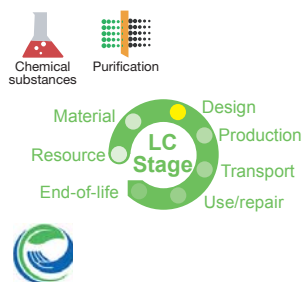 Chemical
substances
Purification
Material
Design
Production
Resource
LC
Stage
Transport
End-of-life
Use/repair